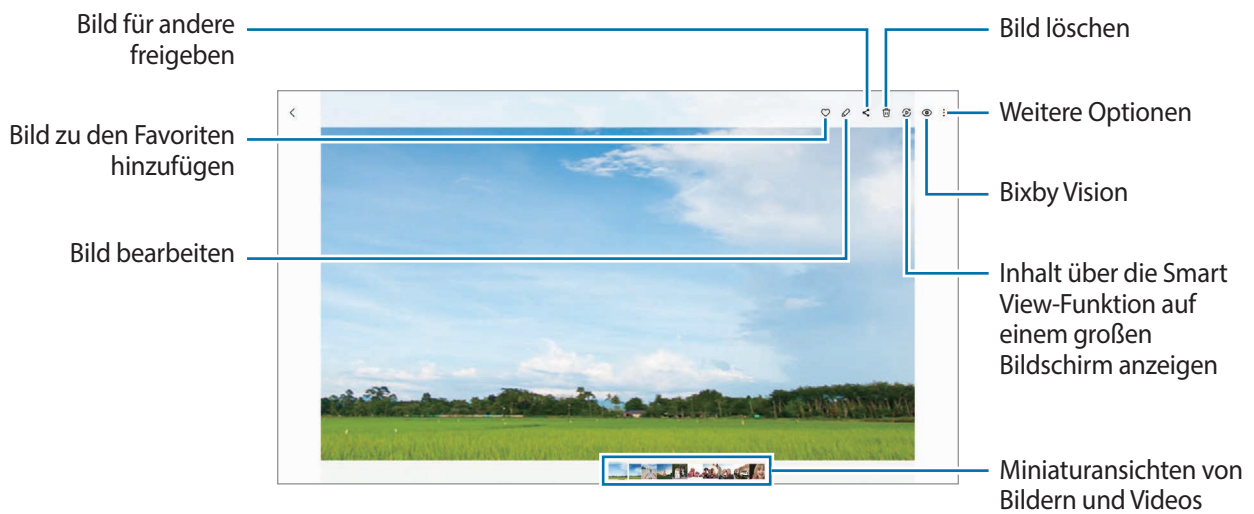 Bild für andere
freigeben
Bild zu den Favoriten
hinzufügen
Bild bearbeiten
Bild löschen
Weitere Optionen
Bixby Vision
Inhalt über die Smart
View-Funktion auf
einem großen
Bildschirm anzeigen
Miniaturansichten von
Bildern und Videos